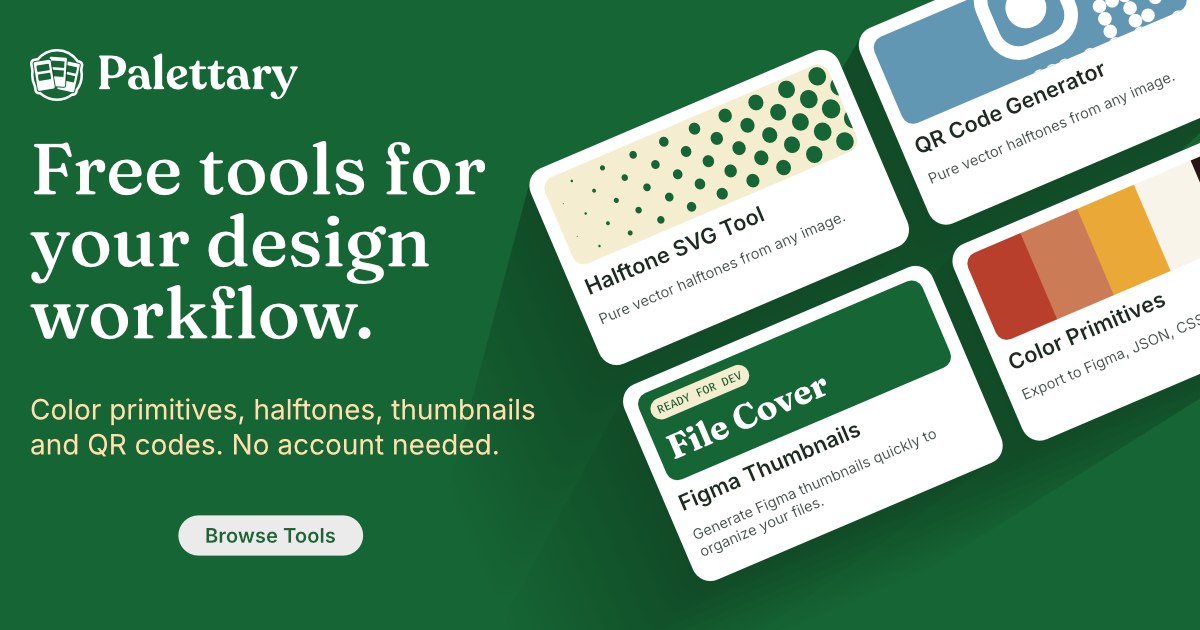 Palettary
Free tools for
your design
workflow.
Color primitives, halftones, thumbnails
and QR codes. No account needed.
Browse Tools
Halftone SVG Tool
Pure vector halftones from any image.
QR Code Generator
Pure vector halftones from any image.
READY FOR DEV
File Cover
Figma Thumbnails
Generate Figma thumbnails quickly to
organize your files.
Color Primitives
Export to Figma, JSON, CSS